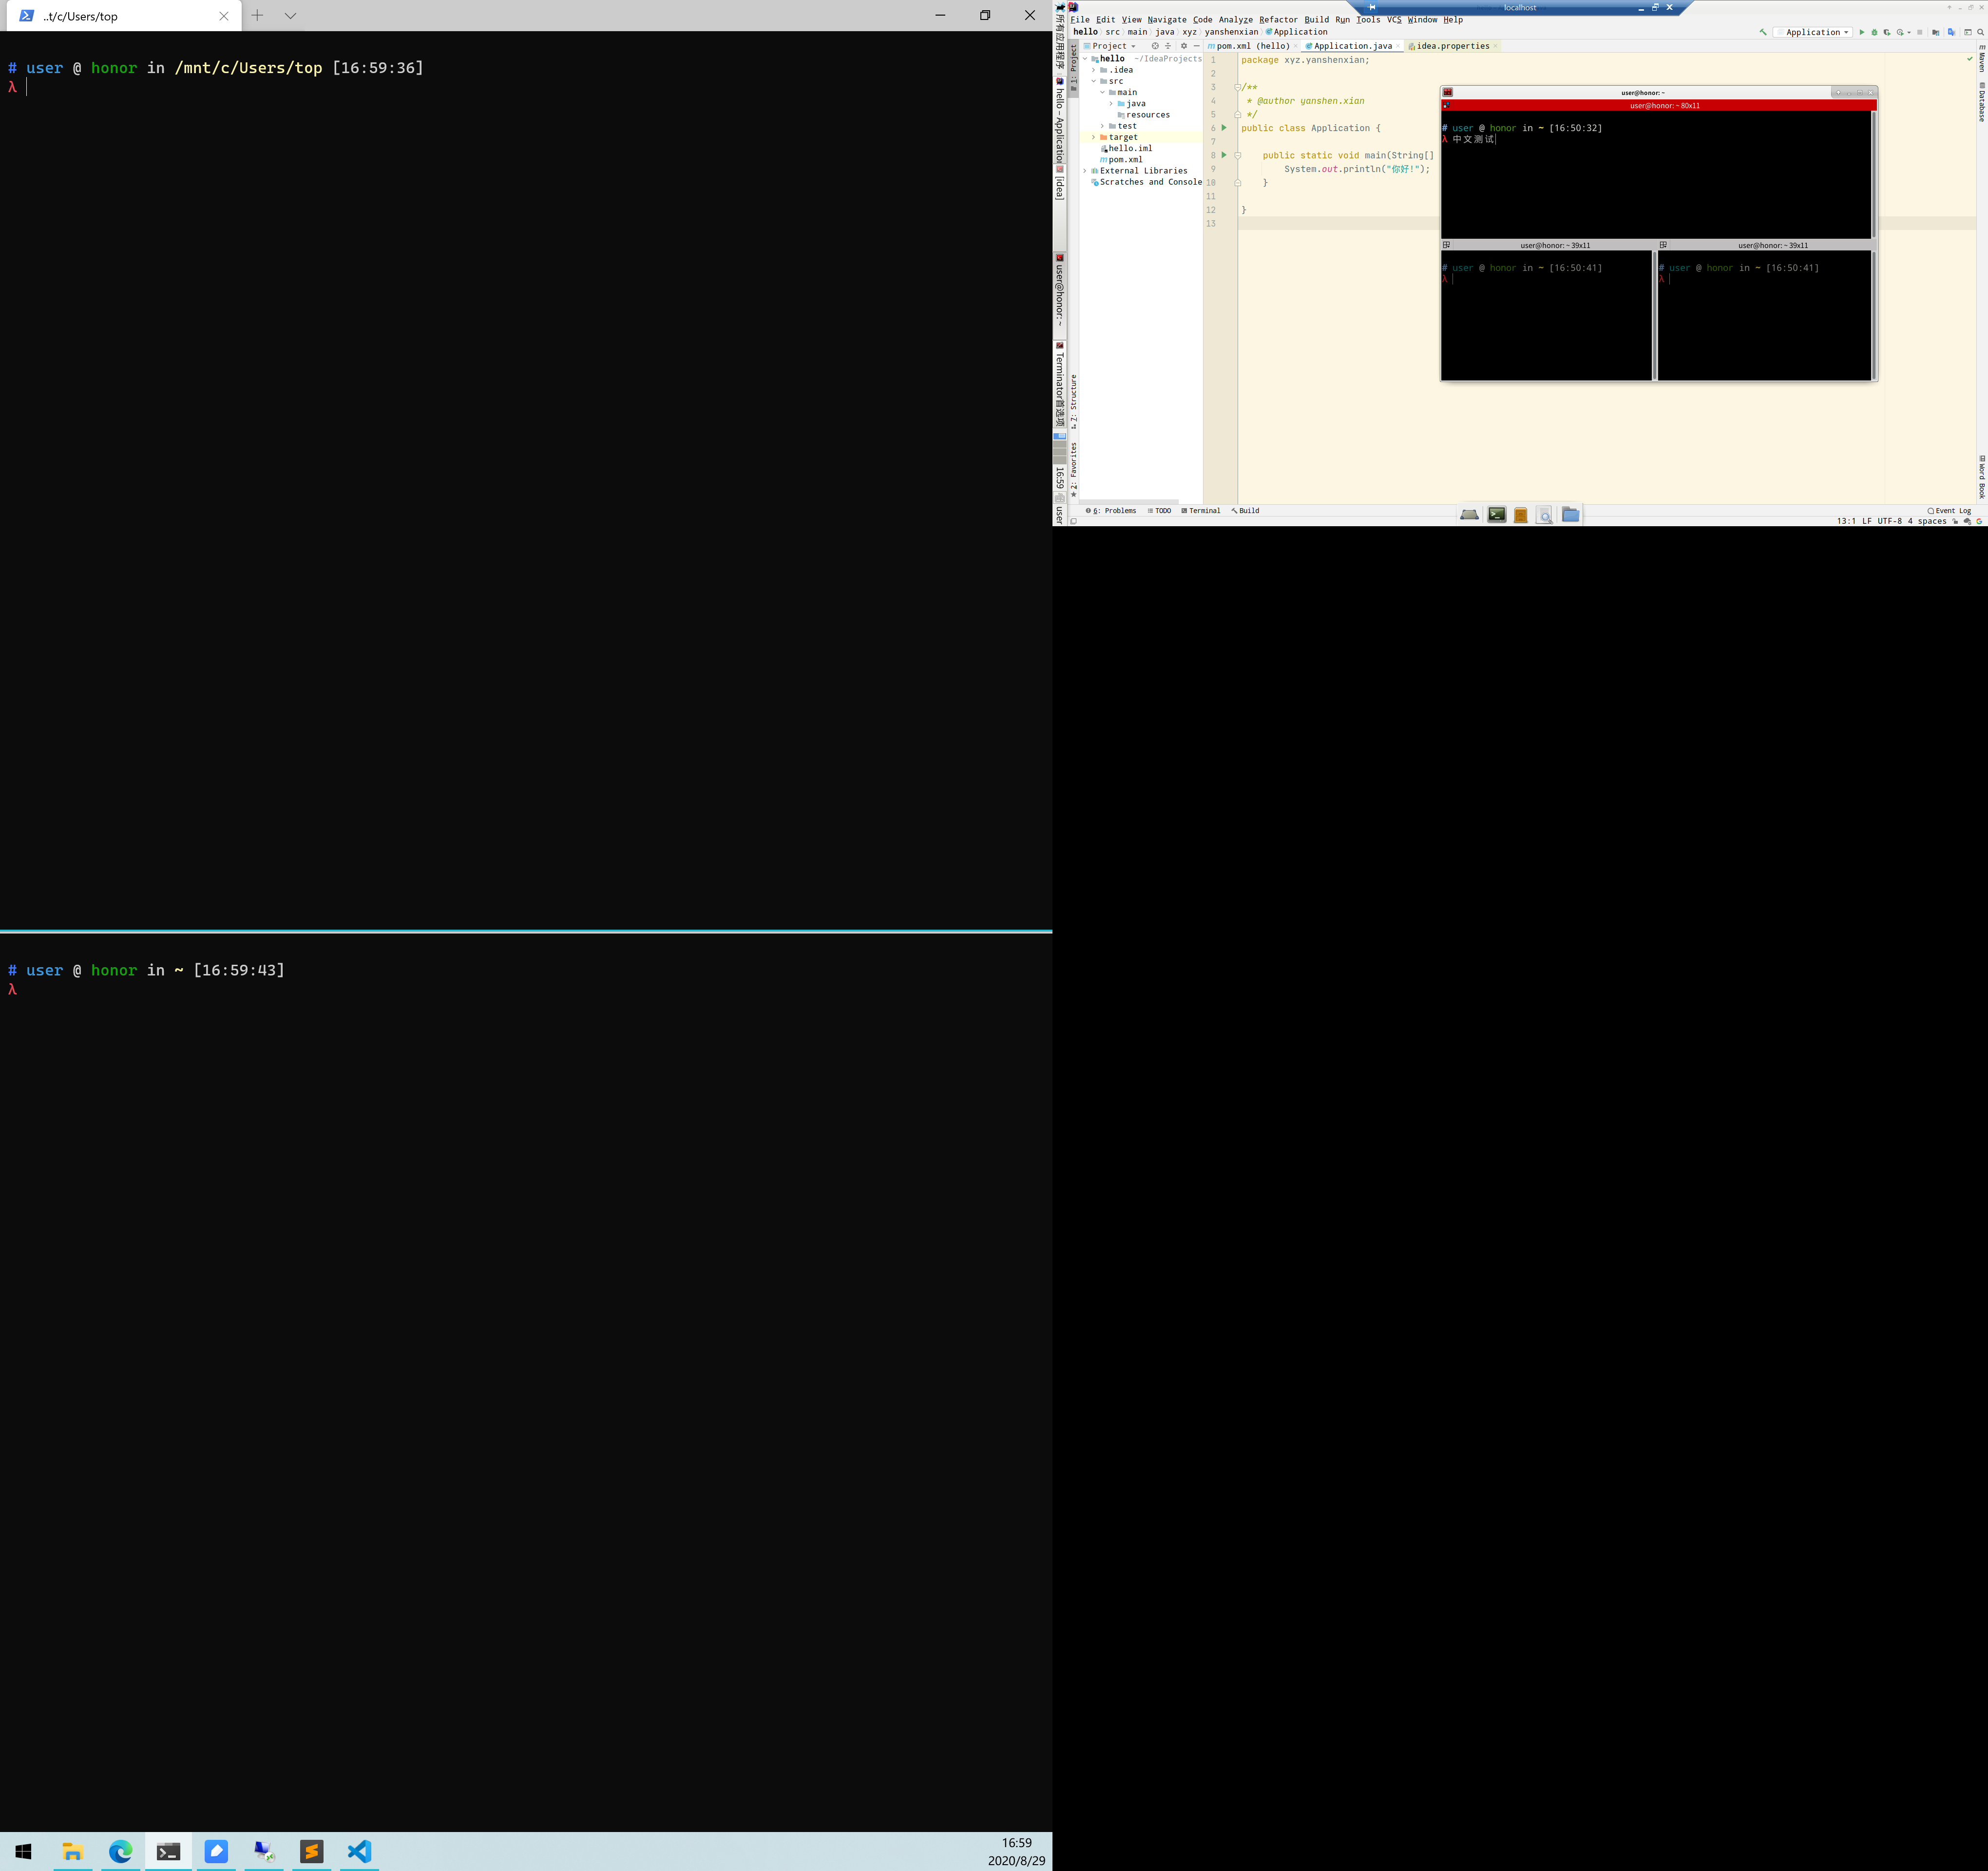 ..t/c/Users/top
# user @ honor in /mnt/c/Users/top [16:59:36]
λ
# user @ honor in ~ [16:59:43]
λ
16:59
2020/8/29
所有应用程序
hello – Application
[idea]
user@honor: ~
Terminator首选项
16:59
user
localhost
File Edit View Navigate Code Analyze Refactor Build Run Tools VCS Window Help
hello src main java xyz yanshenxian Application
Application
1: Project
Z: Structure
2: Favorites
Project
hello ~/IdeaProjects
.idea
src
main
java
resources
test
target
hello.iml
pom.xml
External Libraries
Scratches and Console
pom.xml (hello) Application.java idea.properties
1 package xyz.yanshenxian;
2
3 /**
4 * @author yanshen.xian
5 */
6 public class Application {
7
8 public static void main(String[]
9 System.out.println("你好!");
10 }
11
12 }
13
user@honor: ~
user@honor: ~ 80x11
# user @ honor in ~ [16:50:32]
λ 中文测试
user@honor: ~ 39x11
# user @ honor in ~ [16:50:41]
λ
user@honor: ~ 39x11
# user @ honor in ~ [16:50:41]
λ
m Maven
Database
Word Book
6: Problems TODO Terminal Build
Event Log
13:1 LF UTF-8 4 spaces